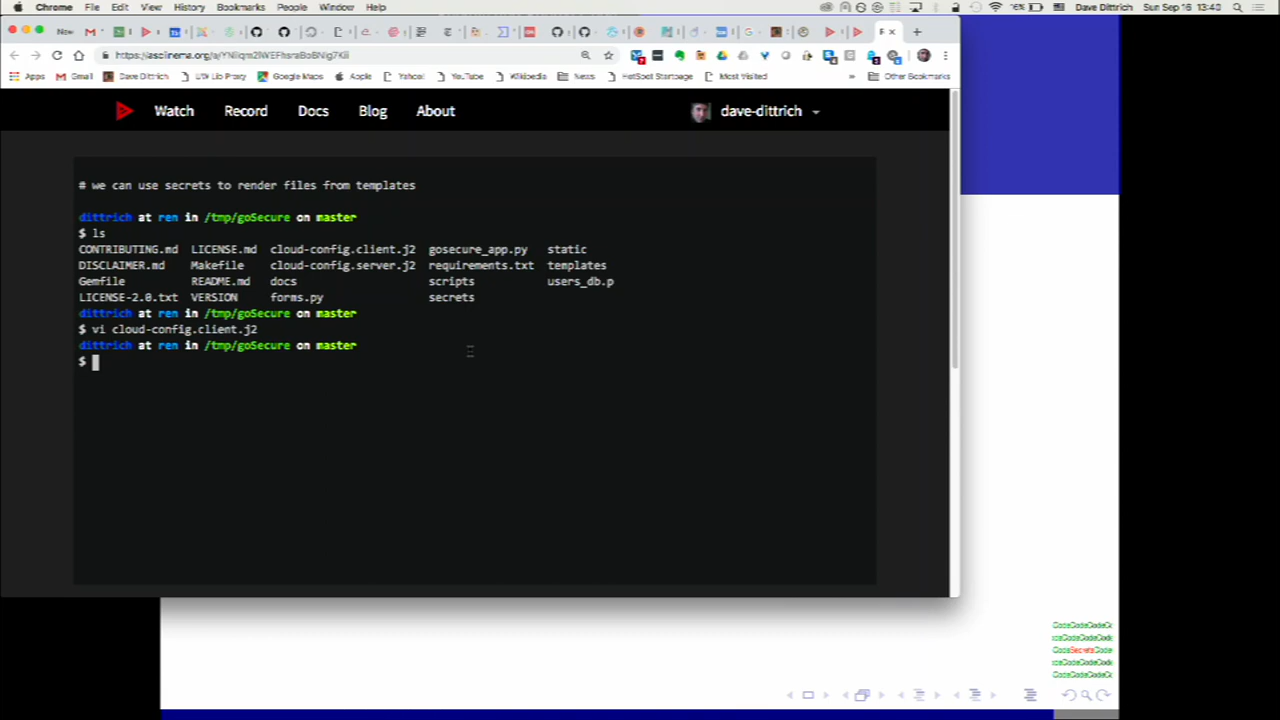 Chrome File Edit View History Bookmarks People Window Help 16% Dave Dittrich Sun Sep 16 13:40
New
Apps Gmail Dave Dittrich UW Lib Proxy Google Maps Apple Yahoo! YouTube Wikipedia News HotSpot Startpage Most Visited » Other Bookmarks
Watch Record Docs Blog About dave-dittrich
# we can use secrets to render files from templates
dittrich at ren in /tmp/goSecure on master
$ ls
CONTRIBUTING.md LICENSE.md cloud-config.client.j2 gosecure_app.py static
DISCLAIMER.md Makefile cloud-config.server.j2 requirements.txt templates
Gemfile README.md docs scripts users_db.p
LICENSE-2.0.txt VERSION forms.py secrets
dittrich at ren in /tmp/goSecure on master
$ vi cloud-config.client.j2
dittrich at ren in /tmp/goSecure on master
$
CodeSecretsCode